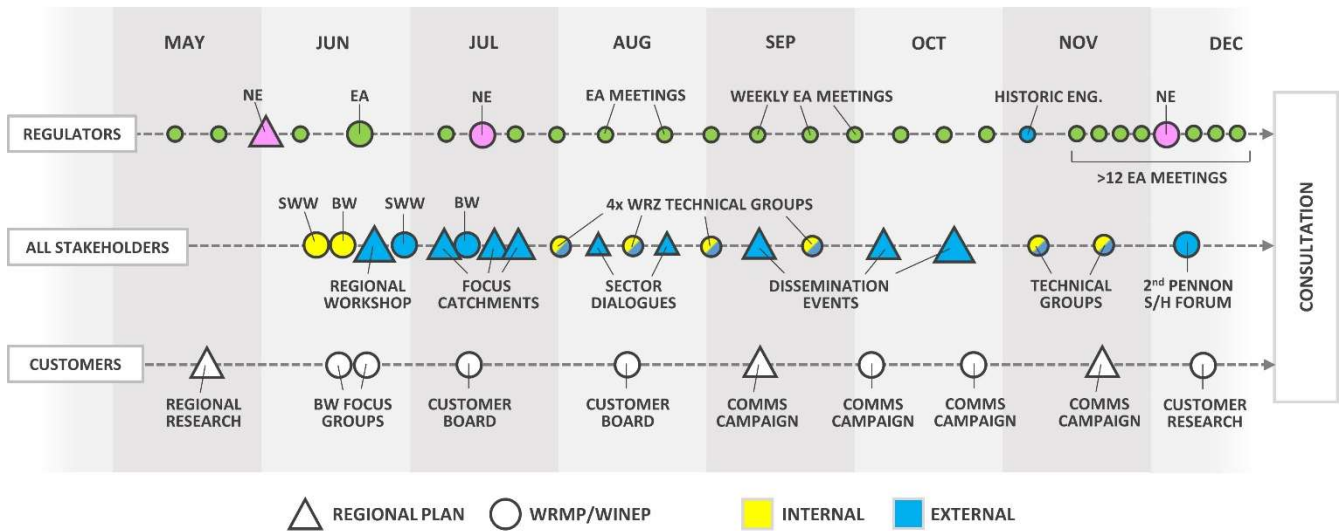 MAY JUN JUL AUG SEP OCT NOV DEC
NE EA NE EA MEETINGS WEEKLY EA MEETINGS HISTORIC ENG. NE
REGULATORS
>12 EA MEETINGS
SWW BW SWW BW 4x WRZ TECHNICAL GROUPS
ALL STAKEHOLDERS
REGIONAL WORKSHOP
FOCUS CATCHMENTS
SECTOR DIALOGUES
DISSEMINATION EVENTS
TECHNICAL GROUPS
2nd PENNON S/H FORUM
CUSTOMERS
REGIONAL RESEARCH
BW FOCUS GROUPS
CUSTOMER BOARD
CUSTOMER BOARD
COMMS CAMPAIGN
COMMS CAMPAIGN
COMMS CAMPAIGN
COMMS CAMPAIGN
CUSTOMER RESEARCH
CONSULTATION
REGIONAL PLAN WRMP/WINEP INTERNAL EXTERNAL